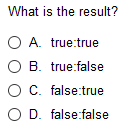 What is the result?
A. true:true
B. true:false
C. false:true
D. false:false